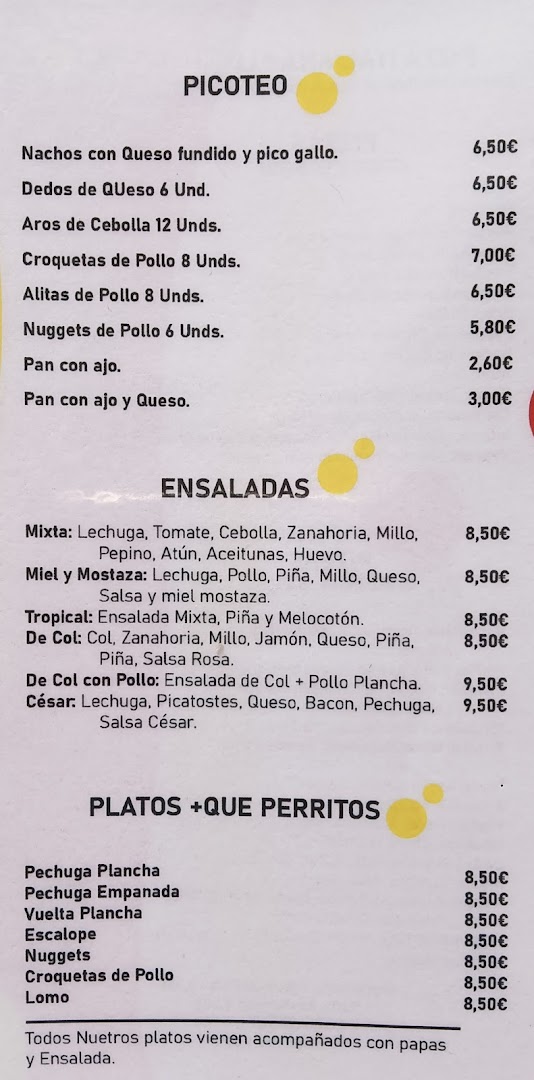 PICOTEO
Nachos con Queso fundido y pico gallo. 6,50€
Dedos de QUeso 6 Und. 6,50€
Aros de Cebolla 12 Unds. 6,50€
Croquetas de Pollo 8 Unds. 7,00€
Alitas de Pollo 8 Unds. 6,50€
Nuggets de Pollo 6 Unds. 5,80€
Pan con ajo. 2,60€
Pan con ajo y Queso. 3,00€
ENSALADAS
Mixta: Lechuga, Tomate, Cebolla, Zanahoria, Millo, 8,50€
Pepino, Atún, Aceitunas, Huevo.
Miel y Mostaza: Lechuga, Pollo, Piña, Millo, Queso, 8,50€
Salsa y miel mostaza.
Tropical: Ensalada Mixta, Piña y Melocotón. 8,50€
De Col: Col, Zanahoria, Millo, Jamón, Queso, Piña, 8,50€
Piña, Salsa Rosa.
De Col con Pollo: Ensalada de Col + Pollo Plancha. 9,50€
César: Lechuga, Picatostes, Queso, Bacon, Pechuga, 9,50€
Salsa César.
PLATOS +QUE PERRITOS
Pechuga Plancha 8,50€
Pechuga Empanada 8,50€
Vuelta Plancha 8,50€
Escalope 8,50€
Nuggets 8,50€
Croquetas de Pollo 8,50€
Lomo 8,50€
Todos Nuetros platos vienen acompañados con papas
y Ensalada.